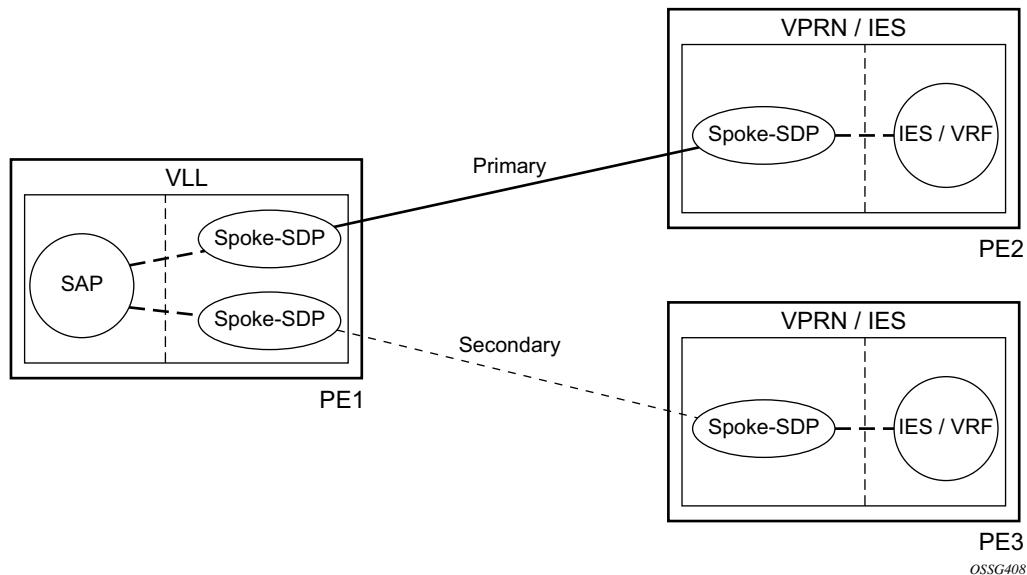 VPRN / IES
Spoke-SDP
IES / VRF
PE2
Primary
VLL
Spoke-SDP
SAP
Spoke-SDP
PE1
Secondary
VPRN / IES
Spoke-SDP
IES / VRF
PE3
OSSG408